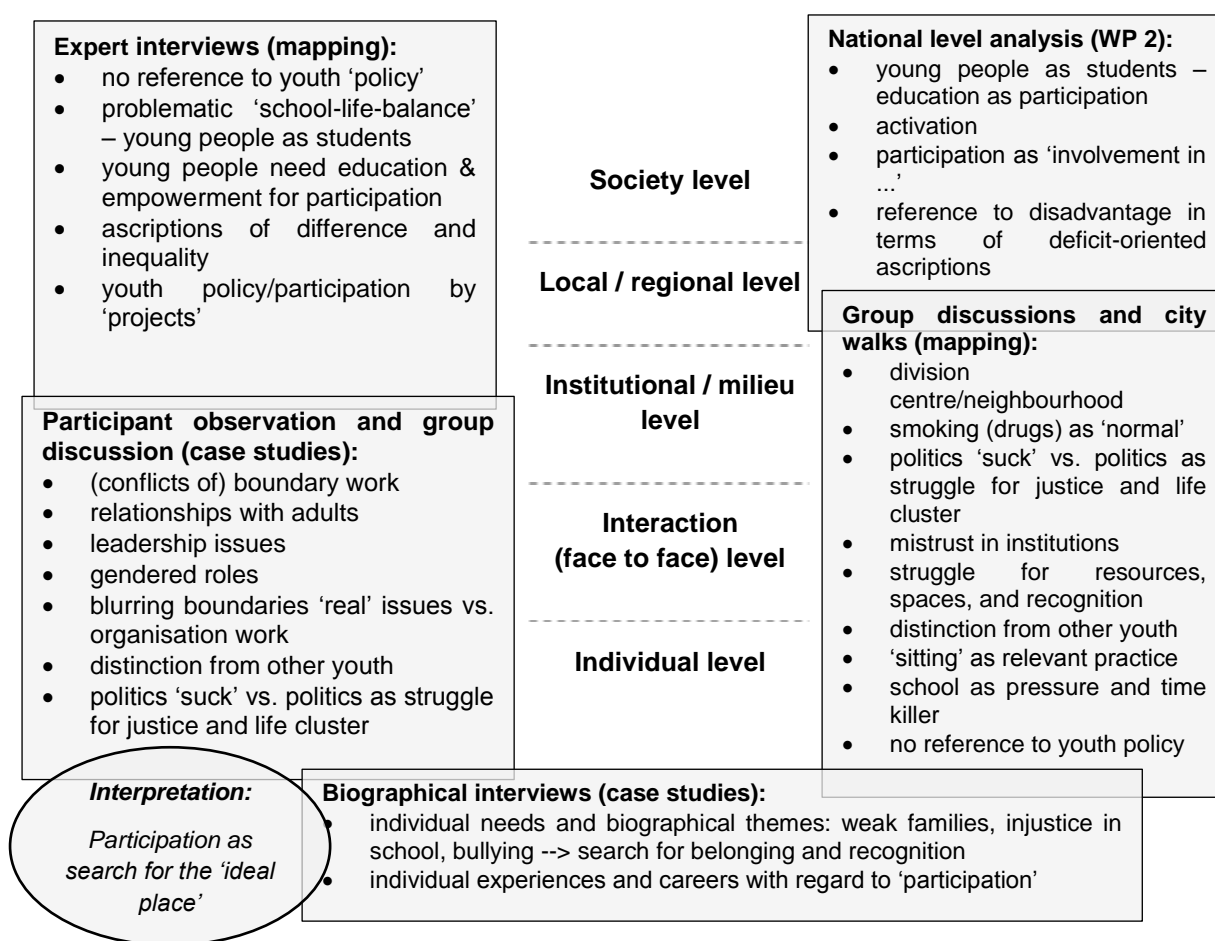 Expert interviews (mapping):
• no reference to youth ‘policy’
• problematic ‘school-life-balance’
– young people as students
• young people need education &
empowerment for participation
• ascriptions of difference and
inequality
• youth policy/participation by
‘projects’
National level analysis (WP 2):
• young people as students –
education as participation
• activation
• participation as ‘involvement in
...’
• reference to disadvantage in
terms of deficit-oriented
ascriptions
Society level
Local / regional level
Institutional / milieu
level
Interaction
(face to face) level
Individual level
Participant observation and group
discussion (case studies):
• (conflicts of) boundary work
• relationships with adults
• leadership issues
• gendered roles
• blurring boundaries ‘real’ issues vs.
organisation work
• distinction from other youth
• politics ‘suck’ vs. politics as struggle
for justice and life cluster
Group discussions and city
walks (mapping):
• division
centre/neighbourhood
• smoking (drugs) as ‘normal’
• politics ‘suck’ vs. politics as
struggle for justice and life
cluster
• mistrust in institutions
• struggle for resources,
spaces, and recognition
• distinction from other youth
• ‘sitting’ as relevant practice
• school as pressure and time
killer
• no reference to youth policy
Interpretation:
Participation as
search for the ‘ideal
place’
Biographical interviews (case studies):
• individual needs and biographical themes: weak families, injustice in
school, bullying --> search for belonging and recognition
• individual experiences and careers with regard to ‘participation’